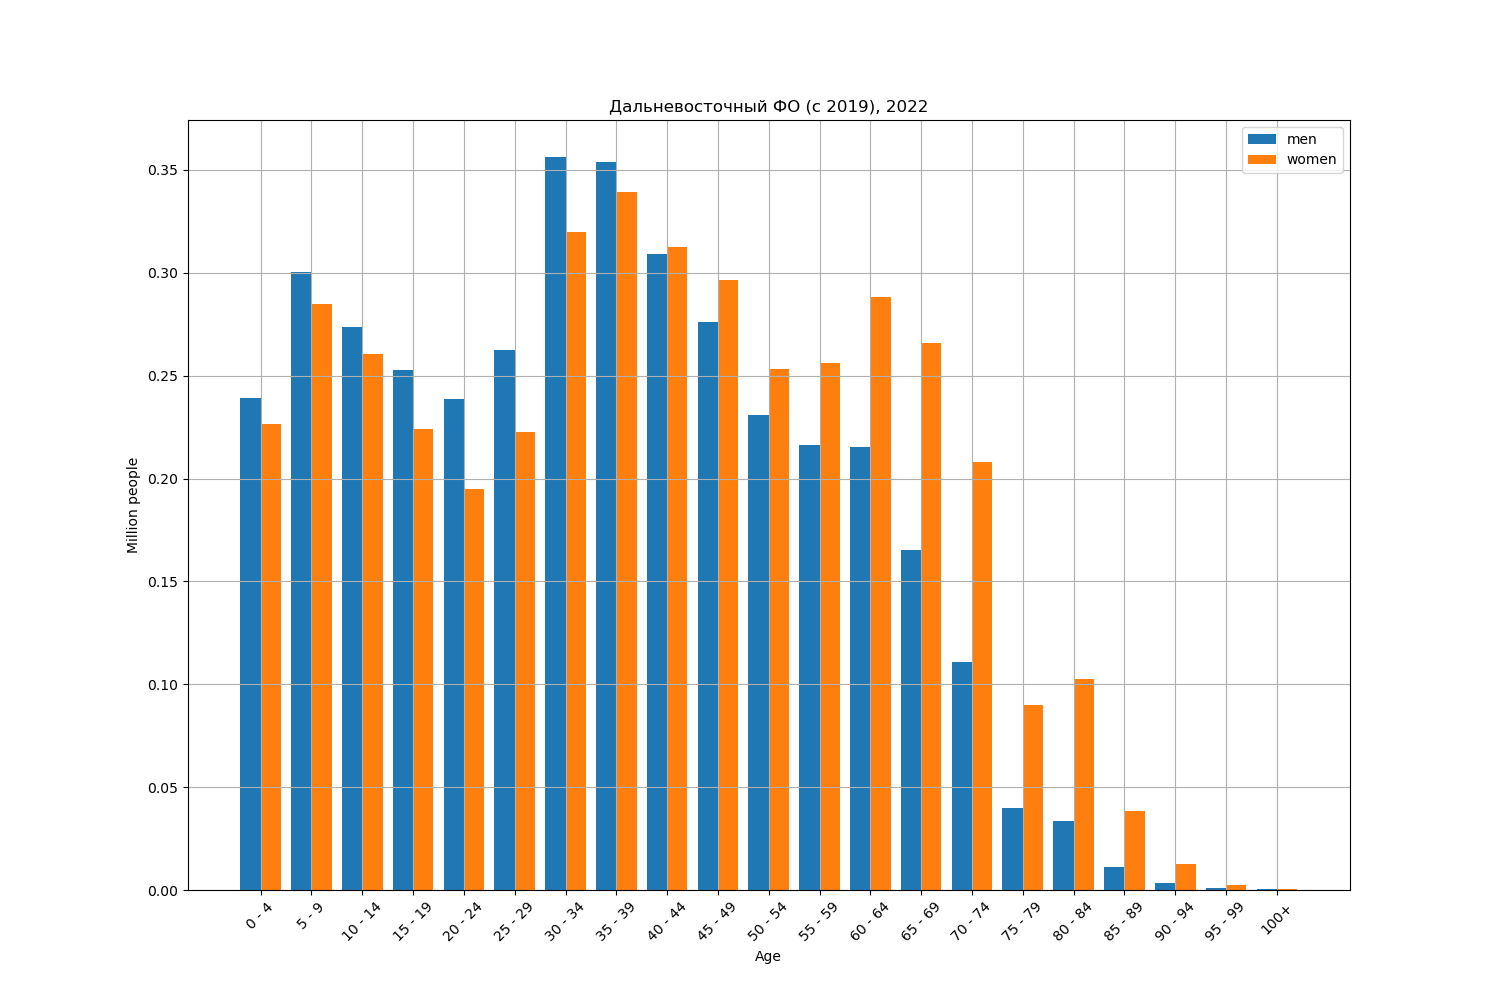 Дальневосточный ФО (с 2019), 2022
men
women
Million people
0.35
0.30
0.25
0.20
0.15
0.10
0.05
0.00
0 - 4
5 - 9
10 - 14
15 - 19
20 - 24
25 - 29
30 - 34
35 - 39
40 - 44
45 - 49
50 - 54
55 - 59
60 - 64
65 - 69
70 - 74
75 - 79
80 - 84
85 - 89
90 - 94
95 - 99
100+
Age